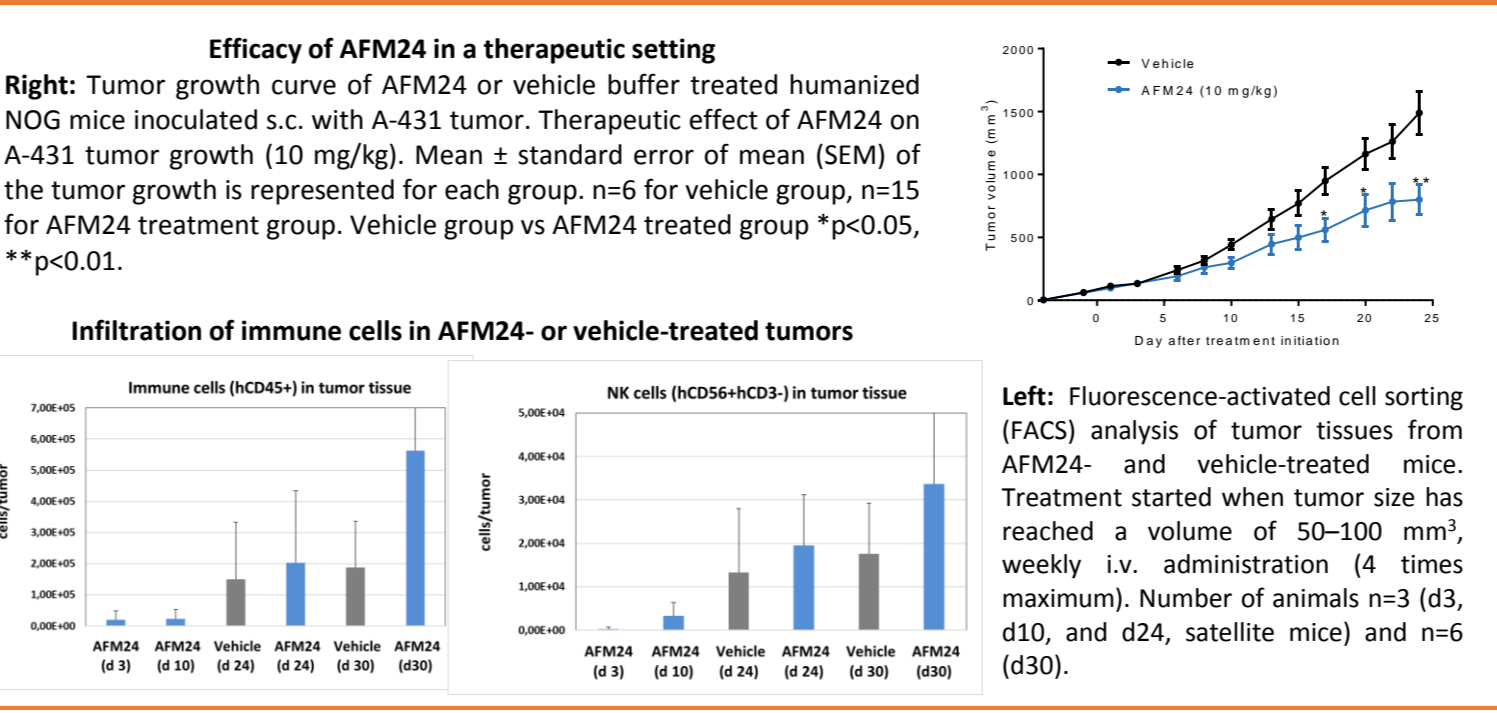 Efficacy of AFM24 in a therapeutic setting
Right: Tumor growth curve of AFM24 or vehicle buffer treated humanized
NOG mice inoculated s.c. with A-431 tumor. Therapeutic effect of AFM24 on
A-431 tumor growth (10 mg/kg). Mean ± standard error of mean (SEM) of
the tumor growth is represented for each group. n=6 for vehicle group, n=15
for AFM24 treatment group. Vehicle group vs AFM24 treated group *p<0.05,
**p<0.01.
2000
1500
1000
500
0
Tumor volume (mm³)
Vehicle
AFM24 (10 mg/kg)
*
*
**
0 5 10 15 20 25
Day after treatment initiation
Infiltration of immune cells in AFM24- or vehicle-treated tumors
Immune cells (hCD45+) in tumor tissue
7,00E+05
6,00E+05
5,00E+05
4,00E+05
3,00E+05
2,00E+05
1,00E+05
0,00E+00
cells/tumor
AFM24 AFM24 Vehicle AFM24 Vehicle AFM24
(d 3) (d 10) (d 24) (d 24) (d 30) (d30)
NK cells (hCD56+hCD3-) in tumor tissue
5,00E+04
4,00E+04
3,00E+04
2,00E+04
1,00E+04
0,00E+00
cells/tumor
AFM24 AFM24 Vehicle AFM24 Vehicle AFM24
(d 3) (d 10) (d 24) (d 24) (d 30) (d30)
Left: Fluorescence-activated cell sorting
(FACS) analysis of tumor tissues from
AFM24- and vehicle-treated mice.
Treatment started when tumor size has
reached a volume of 50–100 mm³,
weekly i.v. administration (4 times
maximum). Number of animals n=3 (d3,
d10, and d24, satellite mice) and n=6
(d30).